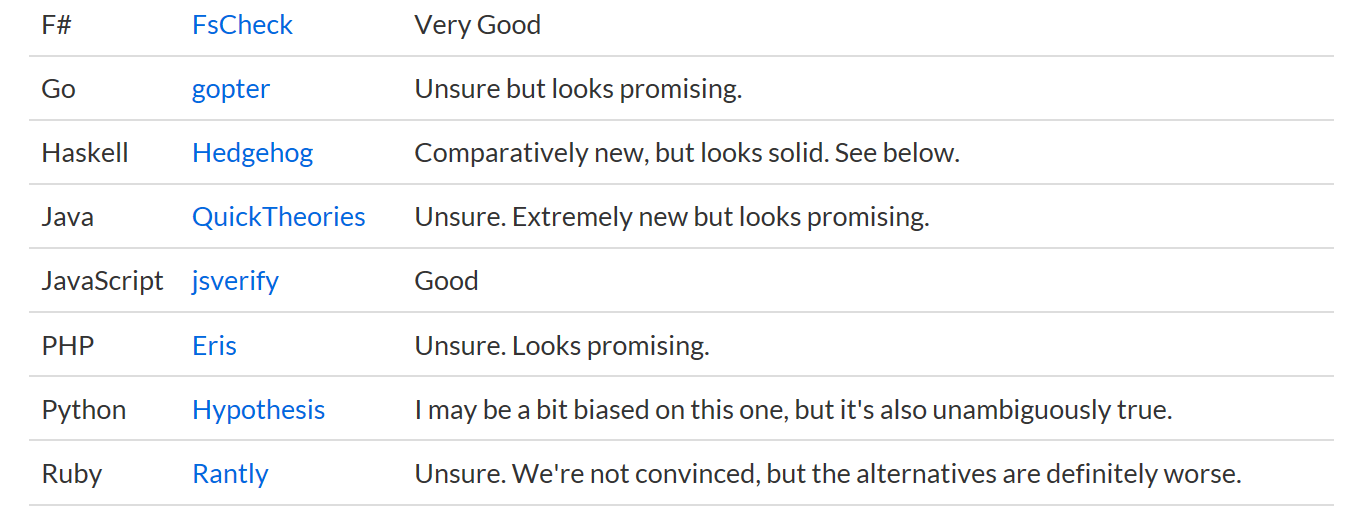 F# FsCheck Very Good
Go gopter Unsure but looks promising.
Haskell Hedgehog Comparatively new, but looks solid. See below.
Java QuickTheories Unsure. Extremely new but looks promising.
JavaScript jsverify Good
PHP Eris Unsure. Looks promising.
Python Hypothesis I may be a bit biased on this one, but it's also unambiguously true.
Ruby Rantly Unsure. We're not convinced, but the alternatives are definitely worse.